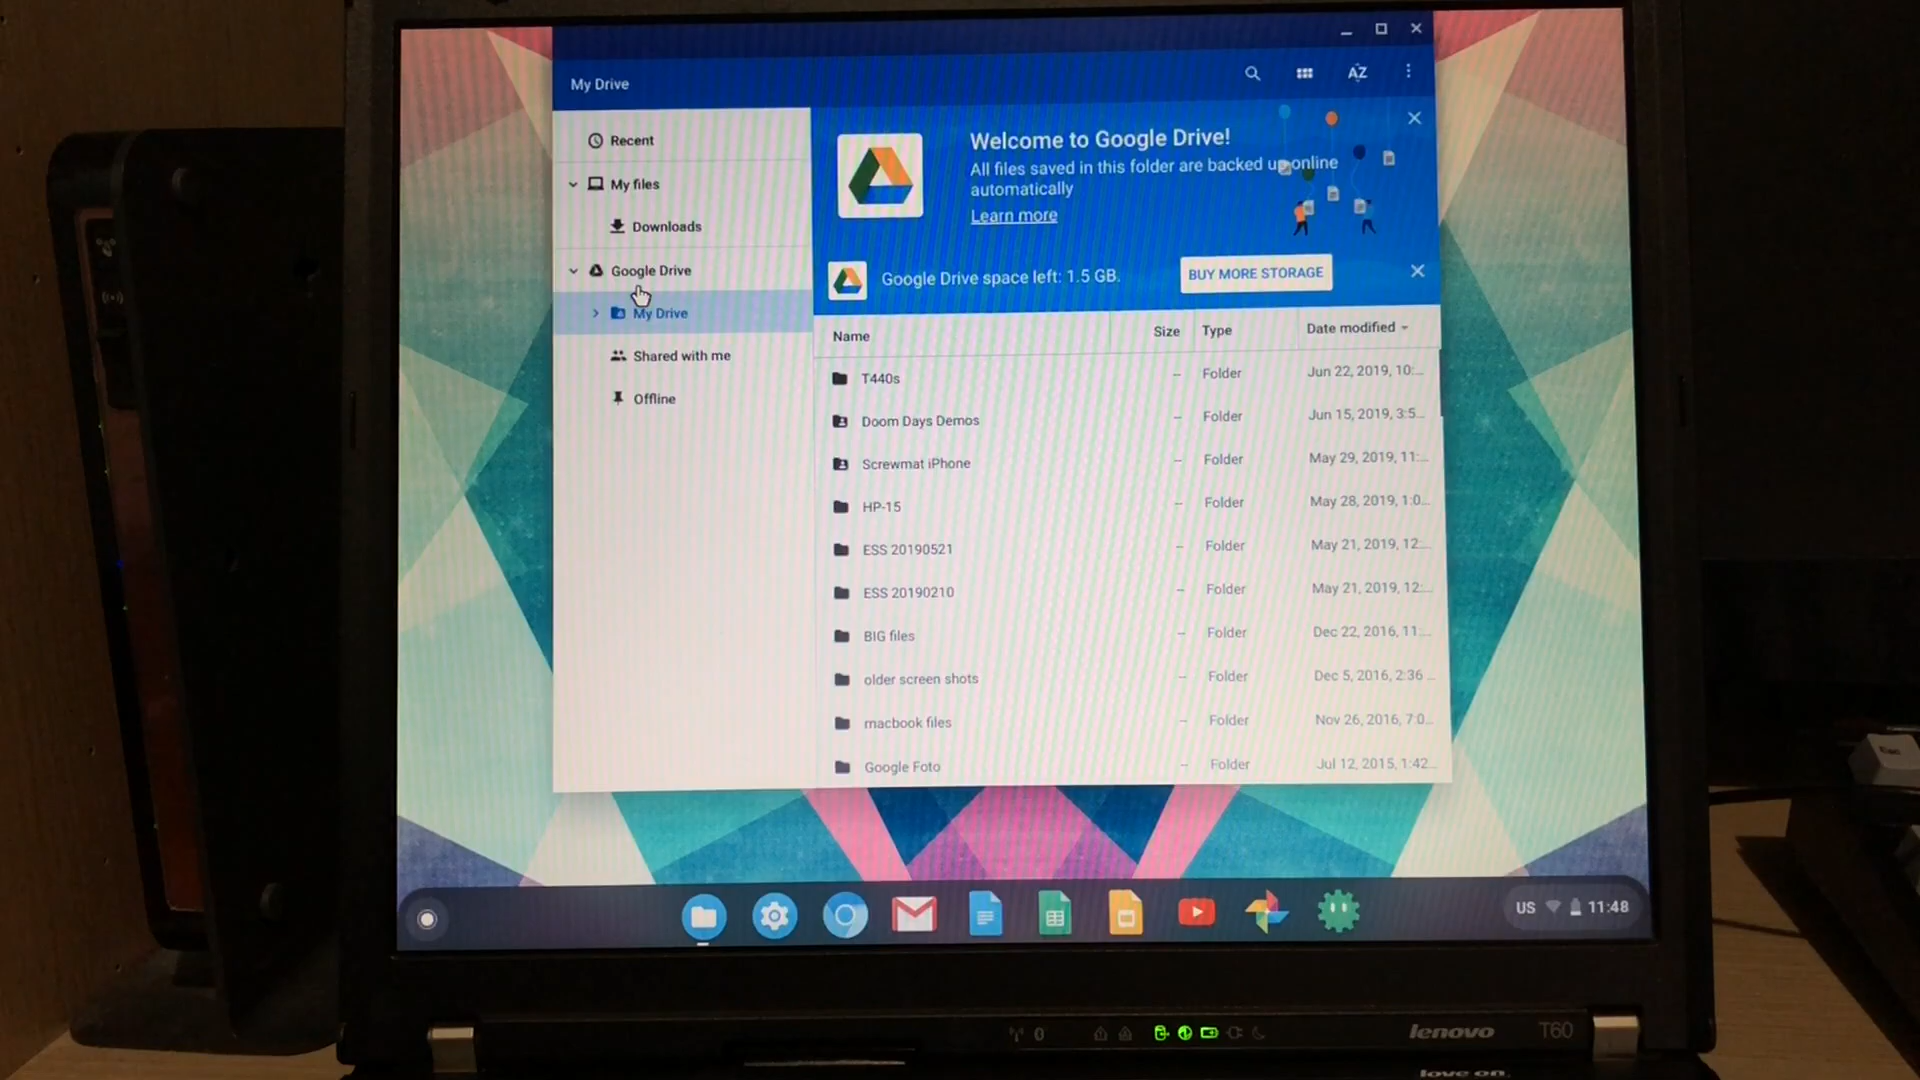 My Drive
AZ
Recent
My files
Downloads
Google Drive
My Drive
Shared with me
Offline
Welcome to Google Drive!
All files saved in this folder are backed up online
automatically
Learn more
Google Drive space left: 1.5 GB.
BUY MORE STORAGE
Name Size Type Date modified
T440s -- Folder Jun 22, 2019, 10:...
Doom Days Demos -- Folder Jun 15, 2019, 3:5...
Screwmat iPhone -- Folder May 29, 2019, 11:...
HP-15 -- Folder May 28, 2019, 1:0...
ESS 20190521 -- Folder May 21, 2019, 12:...
ESS 20190210 -- Folder May 21, 2019, 12:...
BIG files -- Folder Dec 22, 2016, 11:...
older screen shots -- Folder Dec 5, 2016, 2:36 ...
macbook files -- Folder Nov 26, 2016, 7:0...
Google Foto -- Folder Jul 12, 2015, 1:42...
US 11:48
lenovo T60
love on
Esc